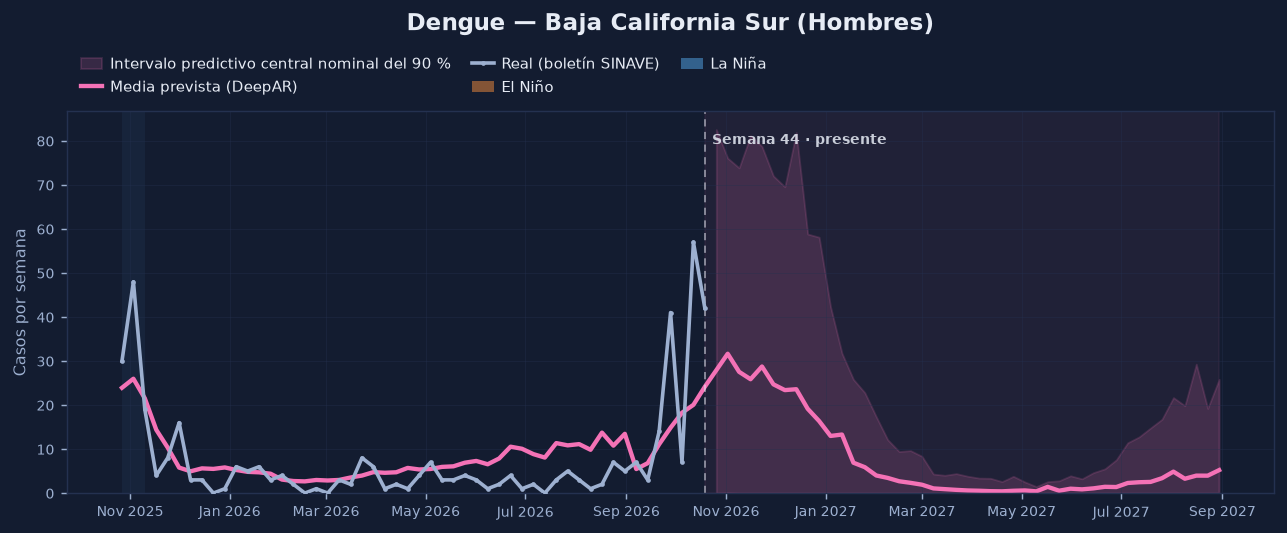 Dengue — Baja California Sur (Hombres)
Intervalo predictivo central nominal del 90 %
Real (boletín SINAVE)
La Niña
Media prevista (DeepAR)
El Niño
Semana 44 · presente
Casos por semana
80
70
60
50
40
30
20
10
0
Nov 2025
Jan 2026
Mar 2026
May 2026
Jul 2026
Sep 2026
Nov 2026
Jan 2027
Mar 2027
May 2027
Jul 2027
Sep 2027